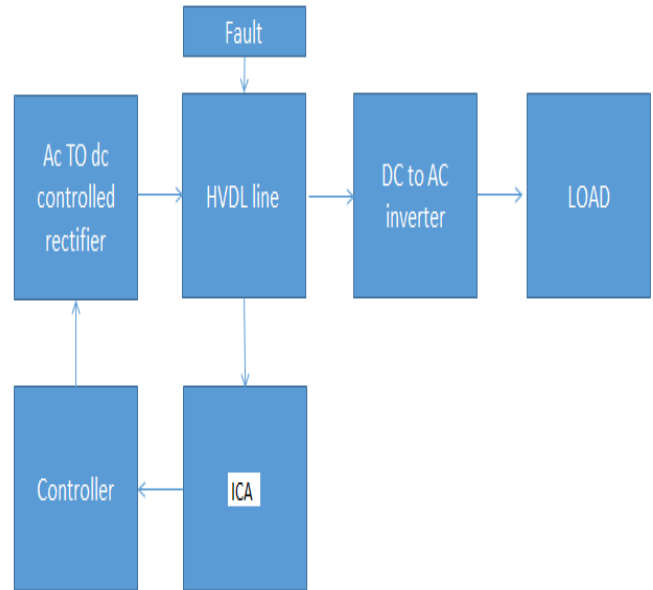 Fault
Ac TO dc
controlled
rectifier
HVDL line
DC to AC
inverter
LOAD
Controller
ICA